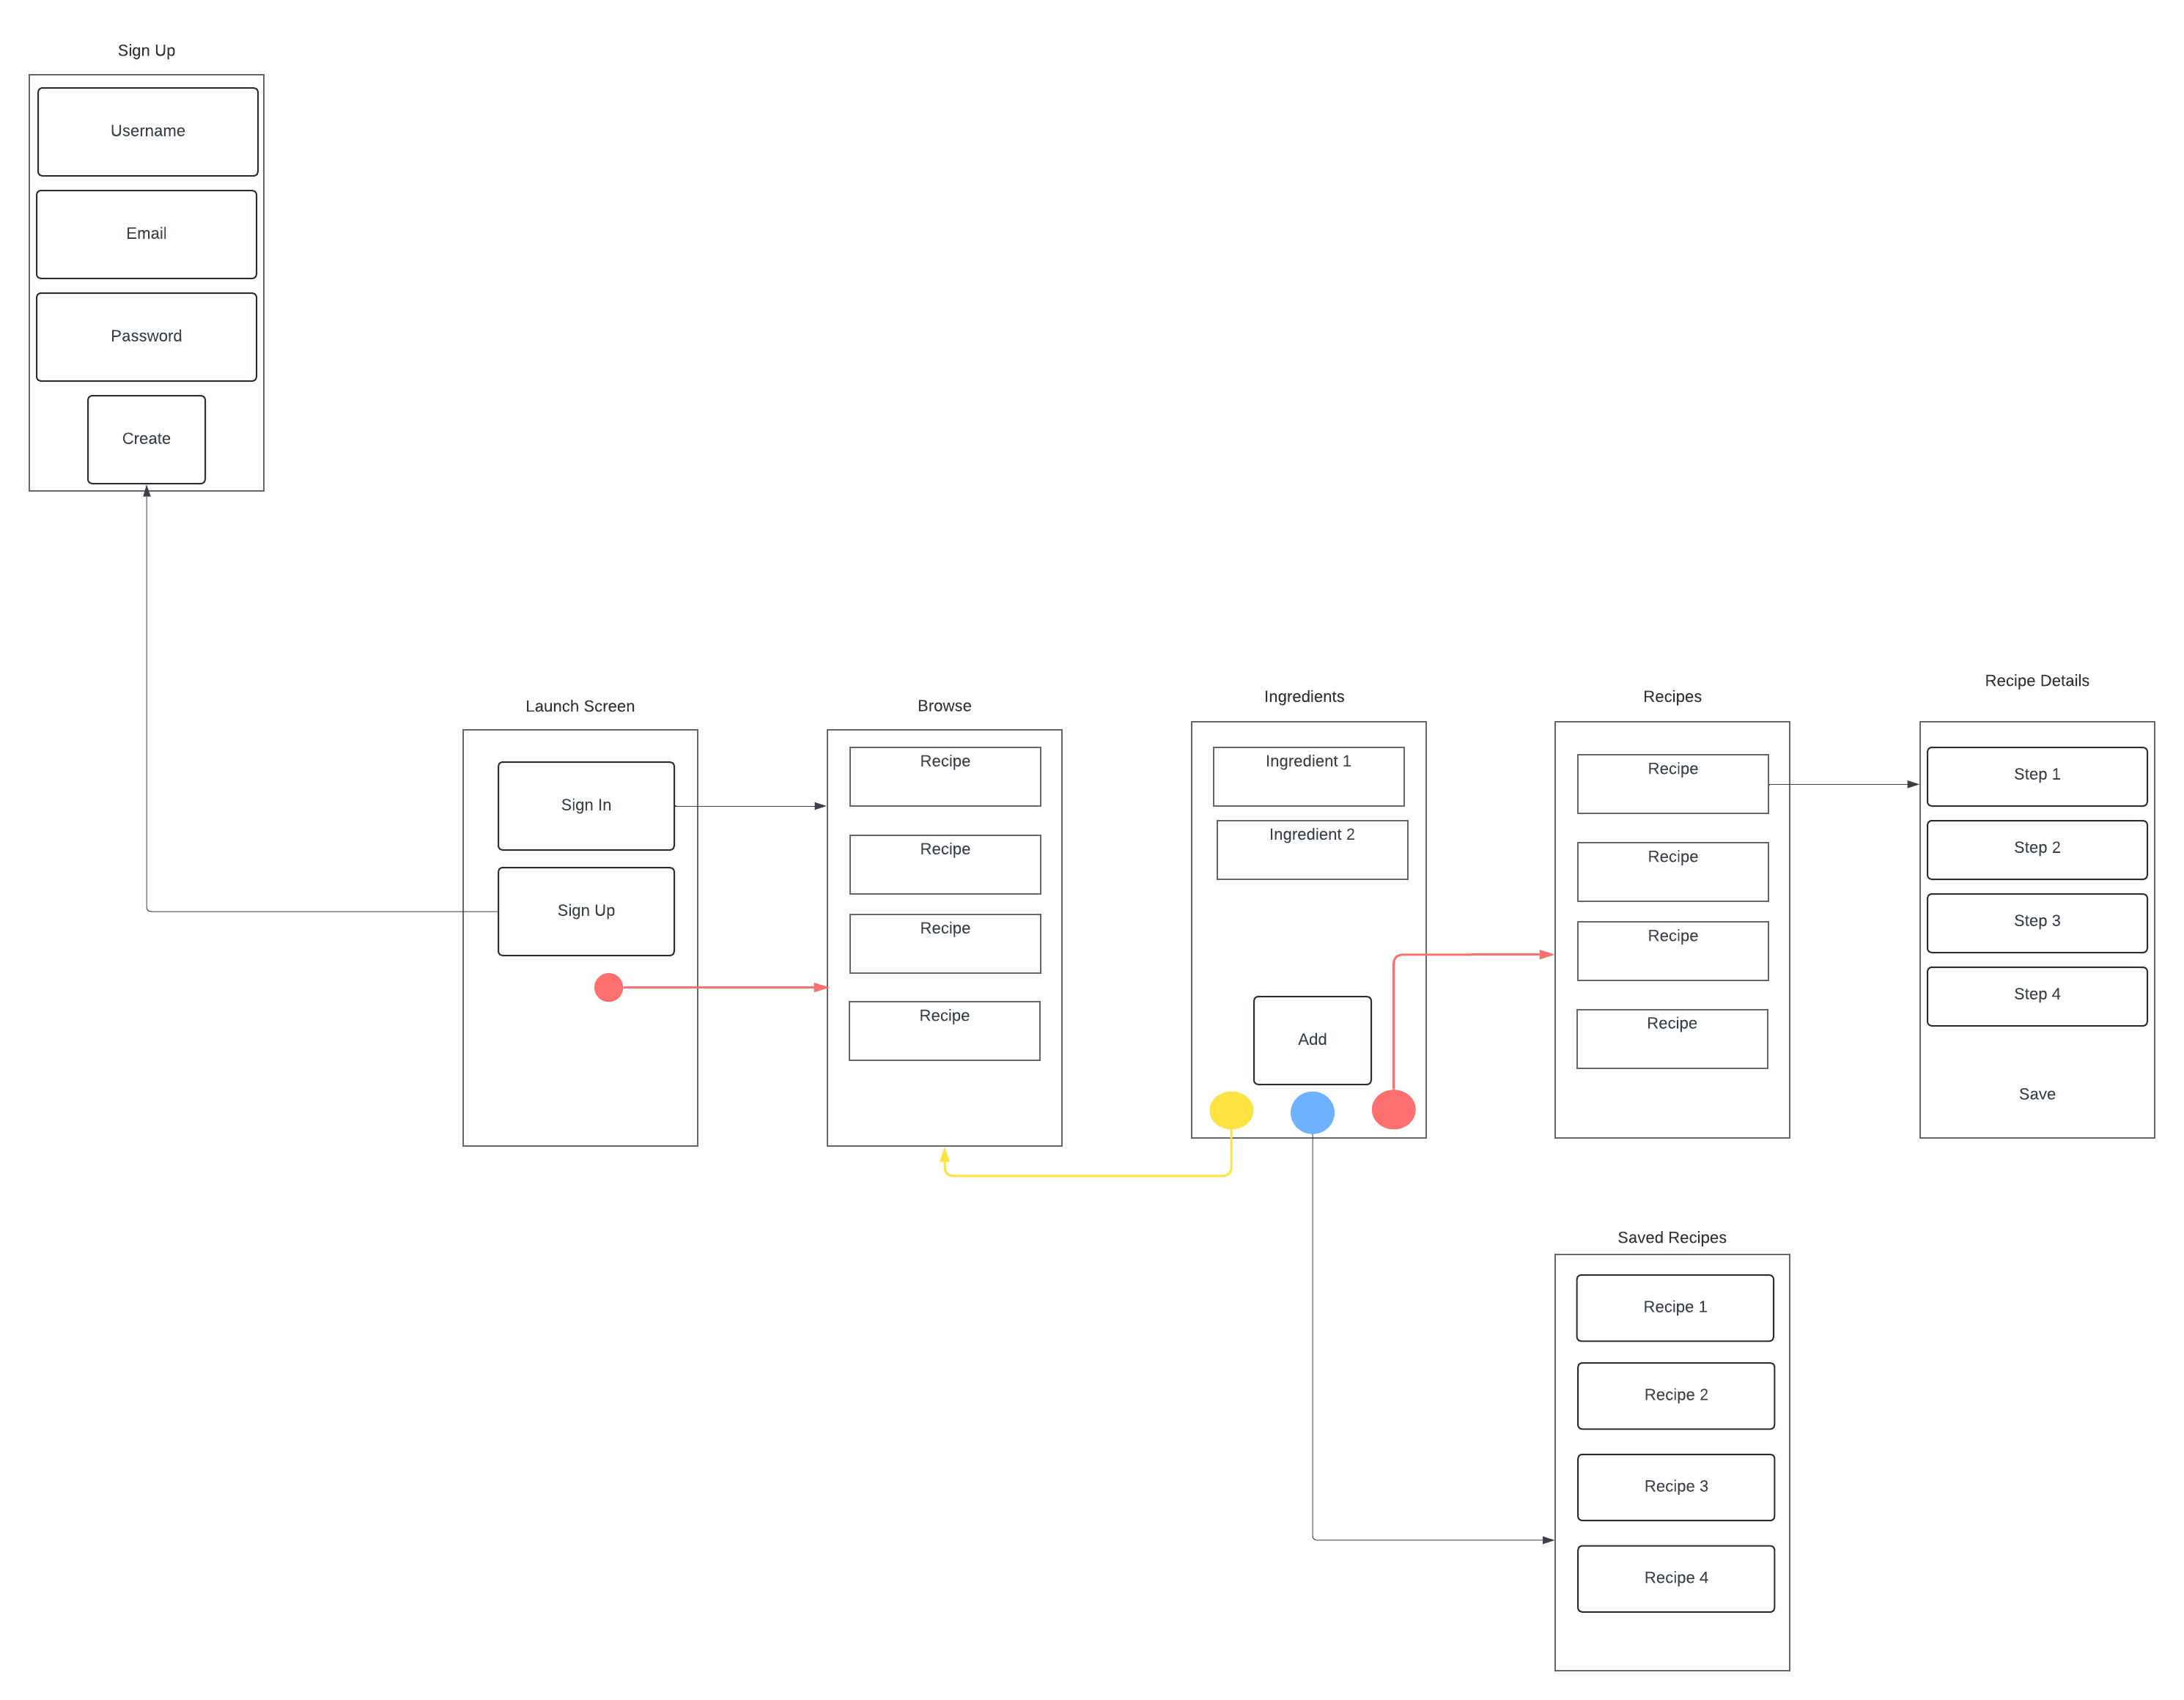 Sign Up
Username
Email
Password
Create
Launch Screen
Sign In
Sign Up
Browse
Recipe
Recipe
Recipe
Recipe
Ingredients
Ingredient 1
Ingredient 2
Add
Recipes
Recipe
Recipe
Recipe
Recipe
Recipe Details
Step 1
Step 2
Step 3
Step 4
Save
Saved Recipes
Recipe 1
Recipe 2
Recipe 3
Recipe 4